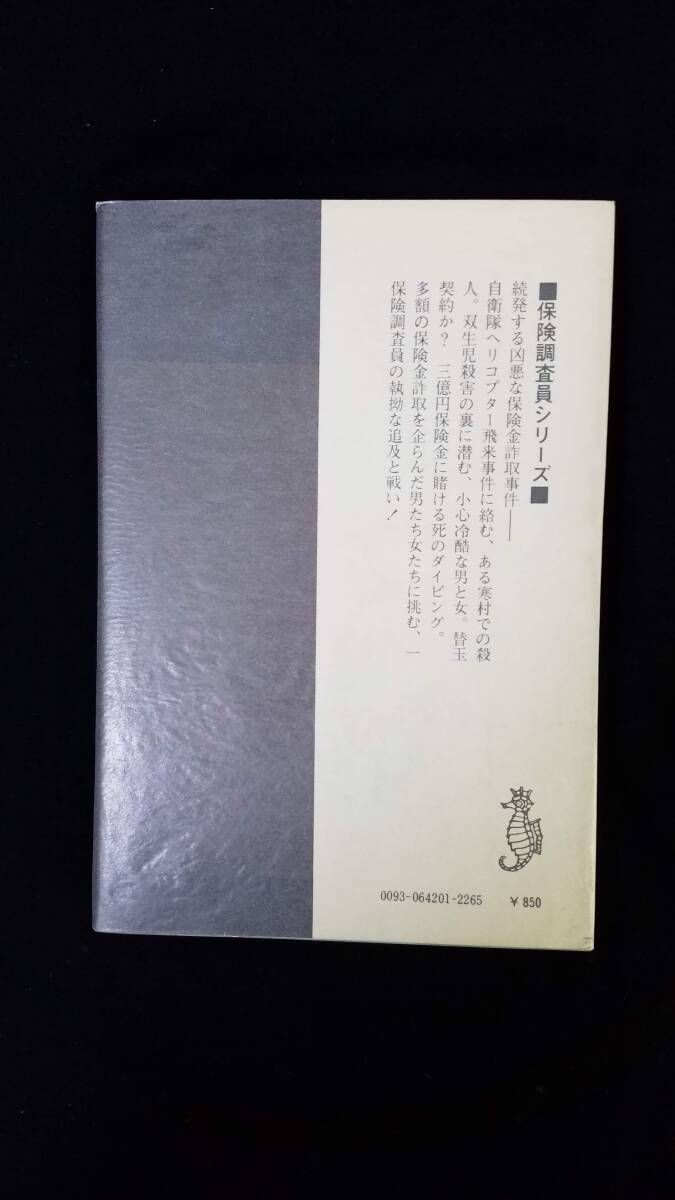 ■保険調査員シリーズ■
続発する凶悪な保険金詐取事件――
自衛隊ヘリコプター飛来事件に絡む、ある寒村での殺
人。双生児殺害の裏に潜む、小心冷酷な男と女。替玉
契約か？　三億円保険金に賭ける死のダイビング。
多額の保険金詐取を企らんだ男たち女たちに挑む、一
保険調査員の執拗な追及と戦い！
0093-064201-2265　￥850